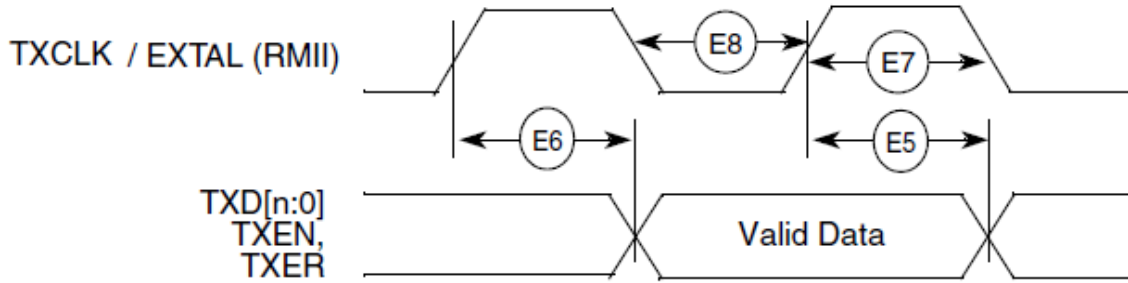 TXCLK / EXTAL (RMII)
E8
E7
E6
E5
TXD[n:0]
TXEN,
TXER
Valid Data